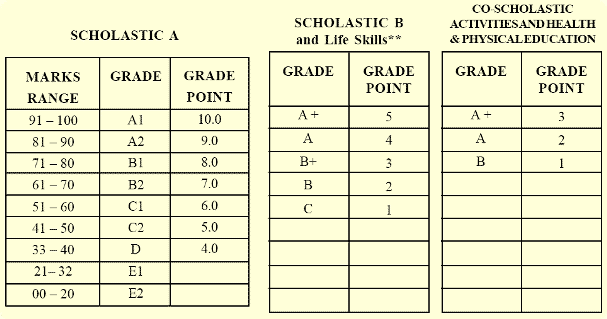 SCHOLASTIC A
MARKS RANGE GRADE GRADE POINT
91 – 100 A1 10.0
81 – 90 A2 9.0
71 – 80 B1 8.0
61 – 70 B2 7.0
51 – 60 C1 6.0
41 – 50 C2 5.0
33 – 40 D 4.0
21– 32 E1
00 – 20 E2
SCHOLASTIC B
and Life Skills**
GRADE GRADE POINT
A + 5
A 4
B+ 3
B 2
C 1
CO-SCHOLASTIC
ACTIVITIES AND HEALTH
& PHYSICAL EDUCATION
GRADE GRADE POINT
A + 3
A 2
B 1